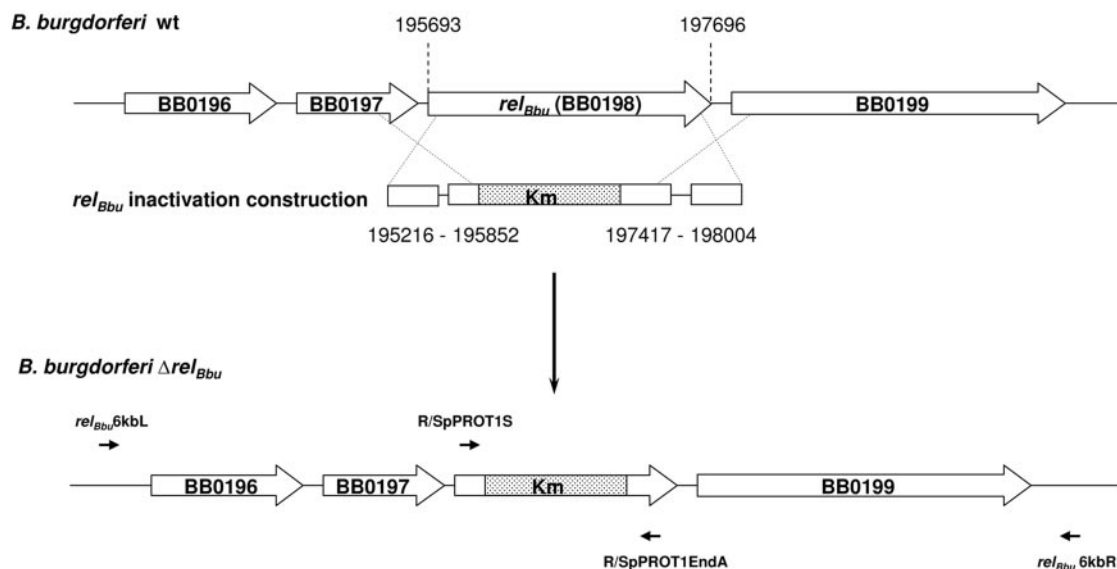 B. burgdorferi wt
195693 197696
BB0196 BB0197 relBbu (BB0198) BB0199
relBbu inactivation construction Km
195216 - 195852 197417 - 198004
B. burgdorferi ΔrelBbu
relBbu6kbL R/SpPROT1S
BB0196 BB0197 Km BB0199
R/SpPROT1EndA relBbu 6kbR